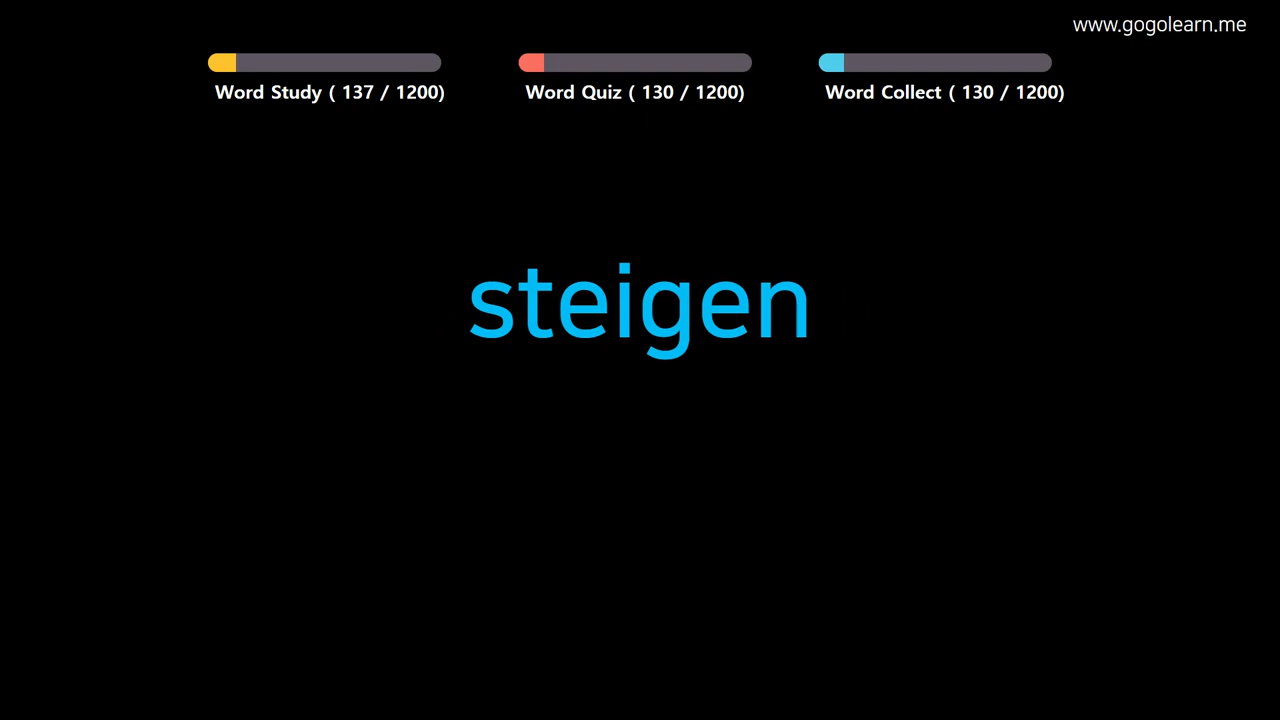 www.gogolearn.me
Word Study ( 137 / 1200)
Word Quiz ( 130 / 1200)
Word Collect ( 130 / 1200)
steigen